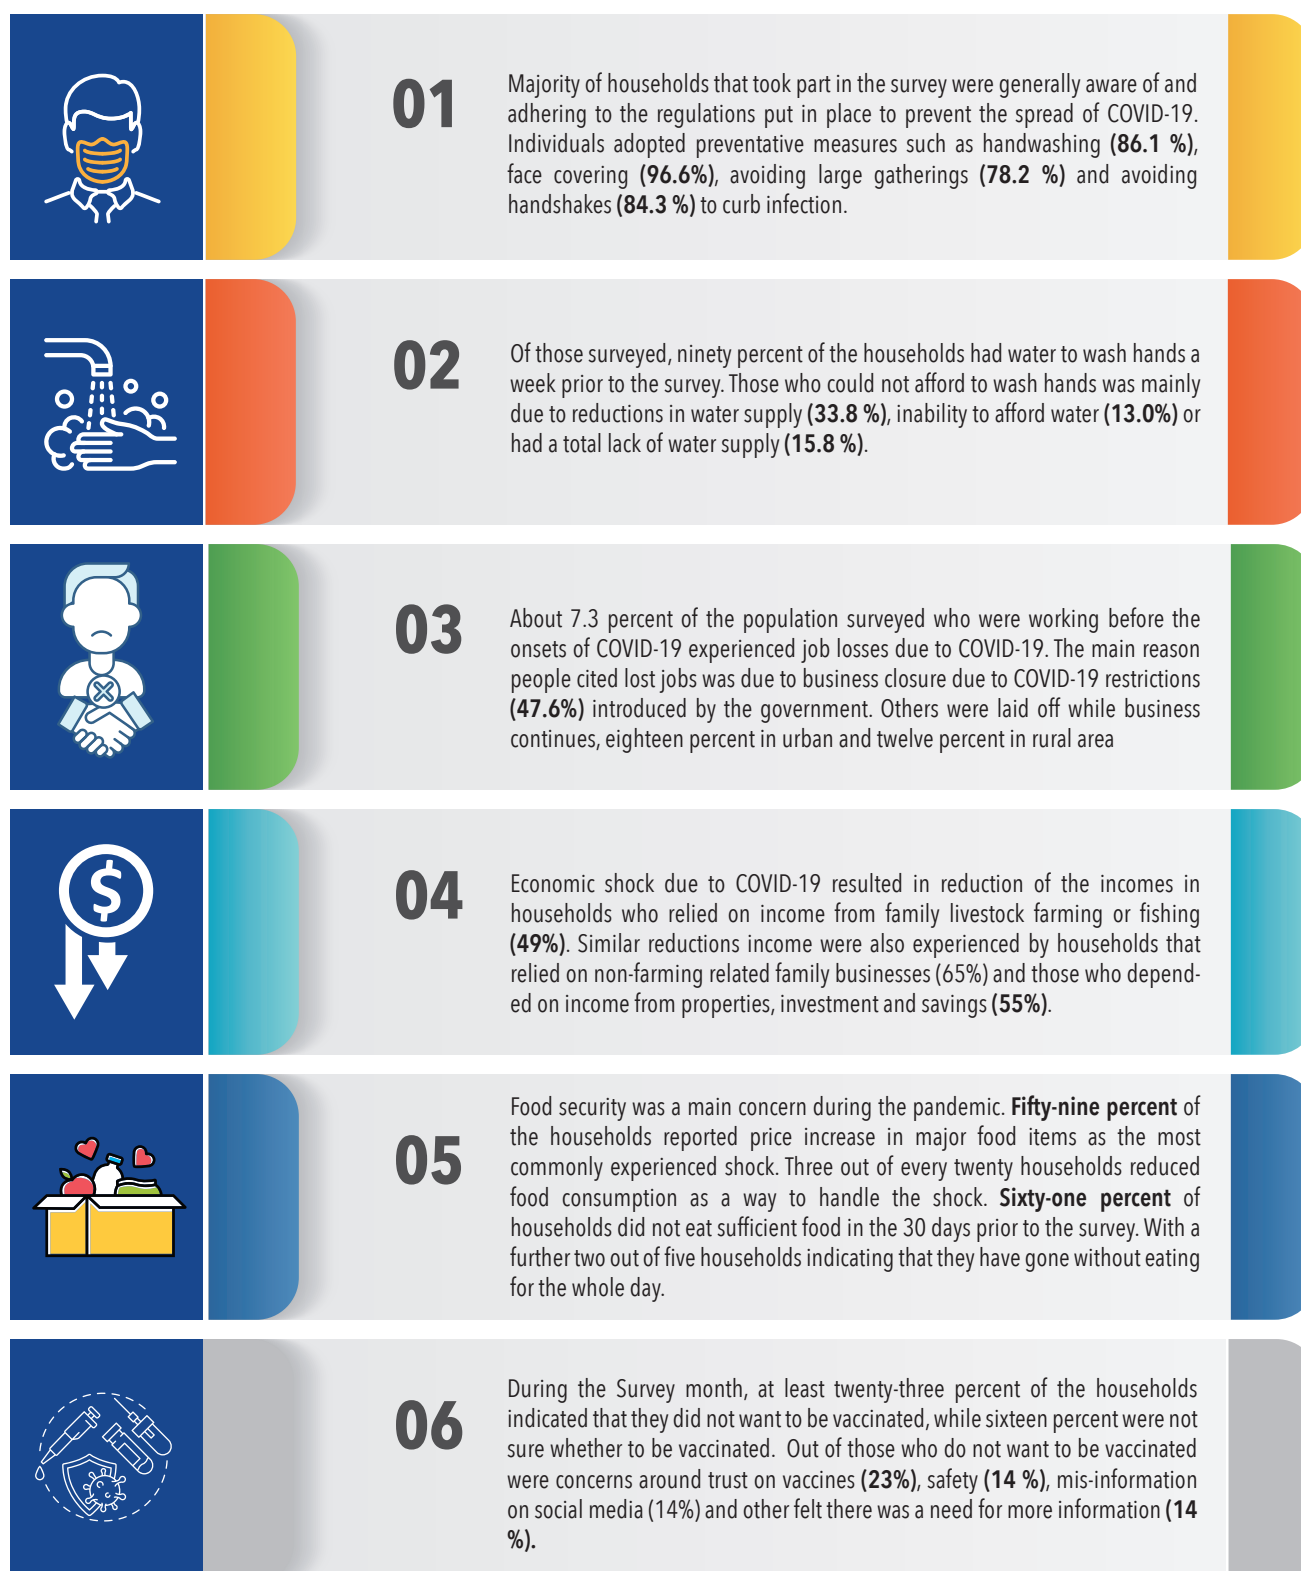 01
Majority of households that took part in the survey were generally aware of and
adhering to the regulations put in place to prevent the spread of COVID-19.
Individuals adopted preventative measures such as handwashing (86.1 %),
face covering (96.6%), avoiding large gatherings (78.2 %) and avoiding
handshakes (84.3 %) to curb infection.
02
Of those surveyed, ninety percent of the households had water to wash hands a
week prior to the survey. Those who could not afford to wash hands was mainly
due to reductions in water supply (33.8 %), inability to afford water (13.0%) or
had a total lack of water supply (15.8 %).
03
About 7.3 percent of the population surveyed who were working before the
onsets of COVID-19 experienced job losses due to COVID-19. The main reason
people cited lost jobs was due to business closure due to COVID-19 restrictions
(47.6%) introduced by the government. Others were laid off while business
continues, eighteen percent in urban and twelve percent in rural area
$
04
Economic shock due to COVID-19 resulted in reduction of the incomes in
households who relied on income from family livestock farming or fishing
(49%). Similar reductions income were also experienced by households that
relied on non-farming related family businesses (65%) and those who depend-
ed on income from properties, investment and savings (55%).
05
Food security was a main concern during the pandemic. Fifty-nine percent of
the households reported price increase in major food items as the most
commonly experienced shock. Three out of every twenty households reduced
food consumption as a way to handle the shock. Sixty-one percent of
households did not eat sufficient food in the 30 days prior to the survey. With a
further two out of five households indicating that they have gone without eating
for the whole day.
06
During the Survey month, at least twenty-three percent of the households
indicated that they did not want to be vaccinated, while sixteen percent were not
sure whether to be vaccinated. Out of those who do not want to be vaccinated
were concerns around trust on vaccines (23%), safety (14 %), mis-information
on social media (14%) and other felt there was a need for more information (14
%).